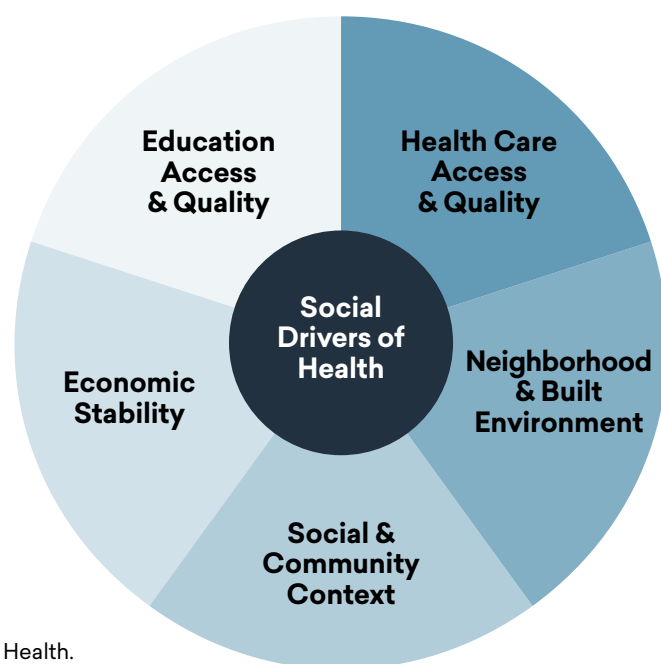 Education
Access
& Quality
Health Care
Access
& Quality
Social
Drivers of
Health
Neighborhood
& Built
Environment
Economic
Stability
Social &
Community
Context
Health.